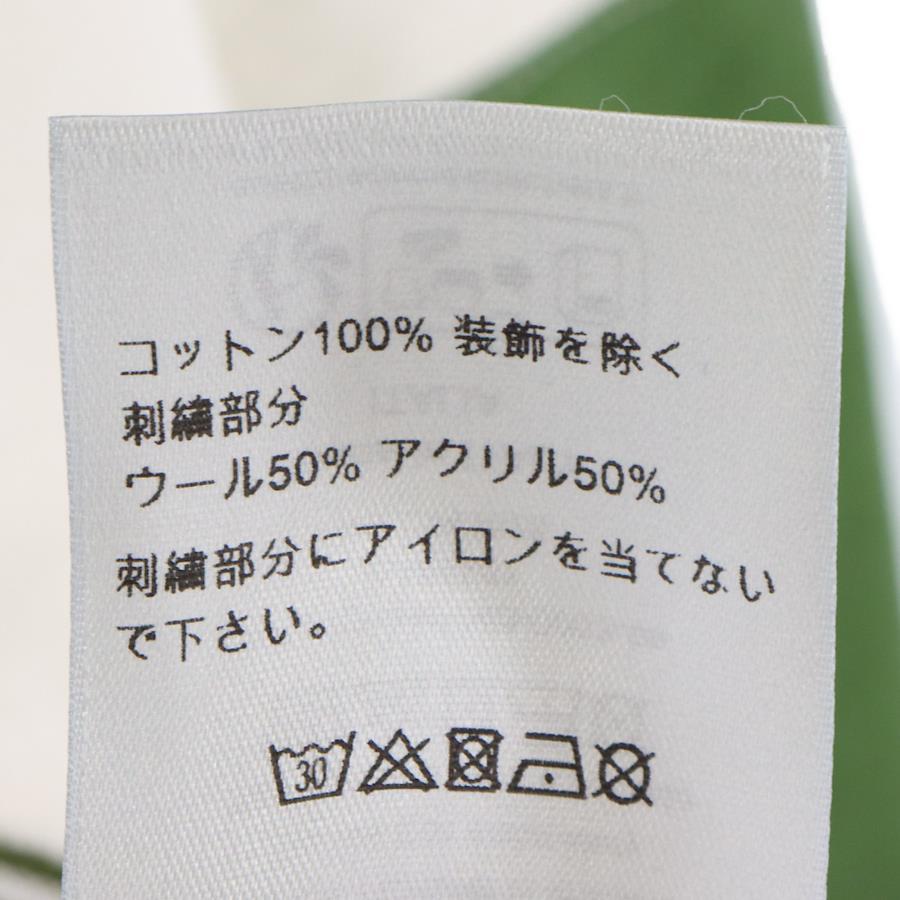 コットン100% 装飾を除く
刺繍部分
ウール50% アクリル50%
刺繍部分にアイロンを当てない
で下さい。
30